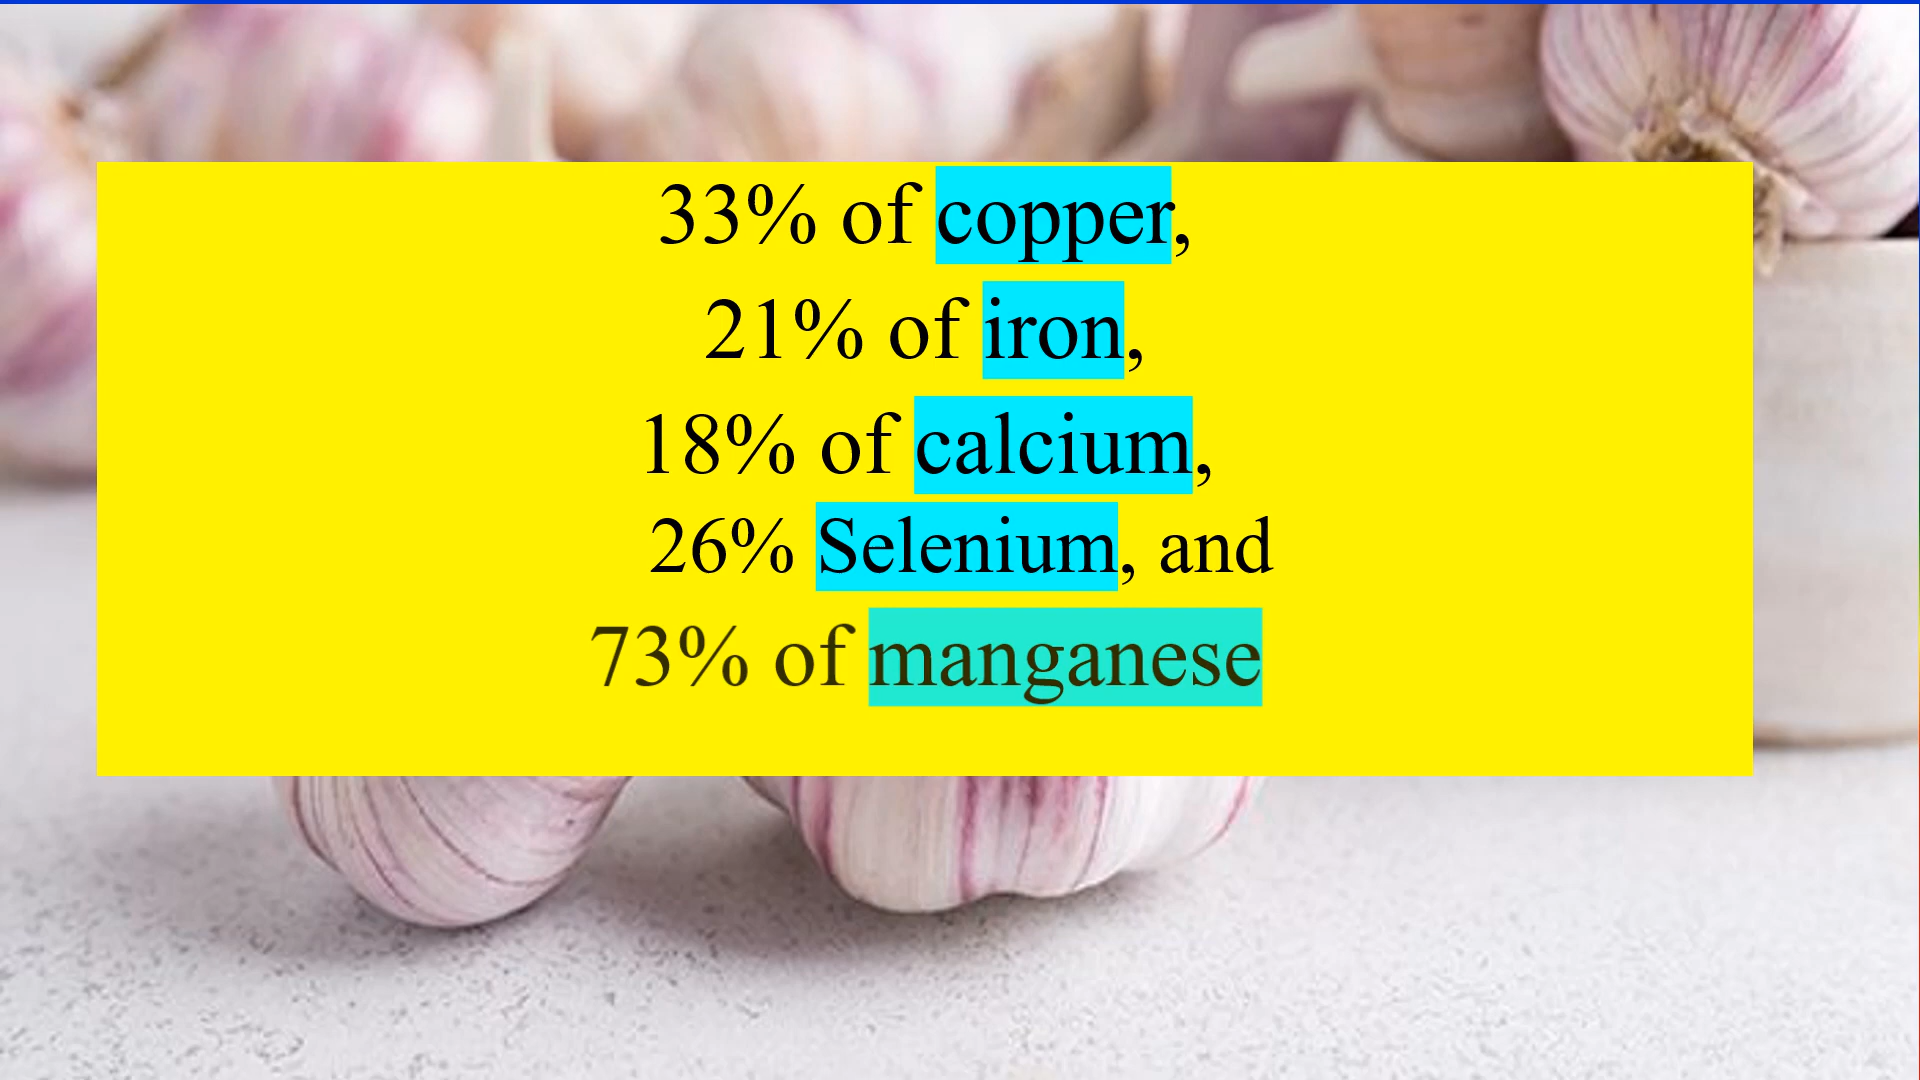 33% of copper,
21% of iron,
18% of calcium,
26% Selenium, and
73% of manganese